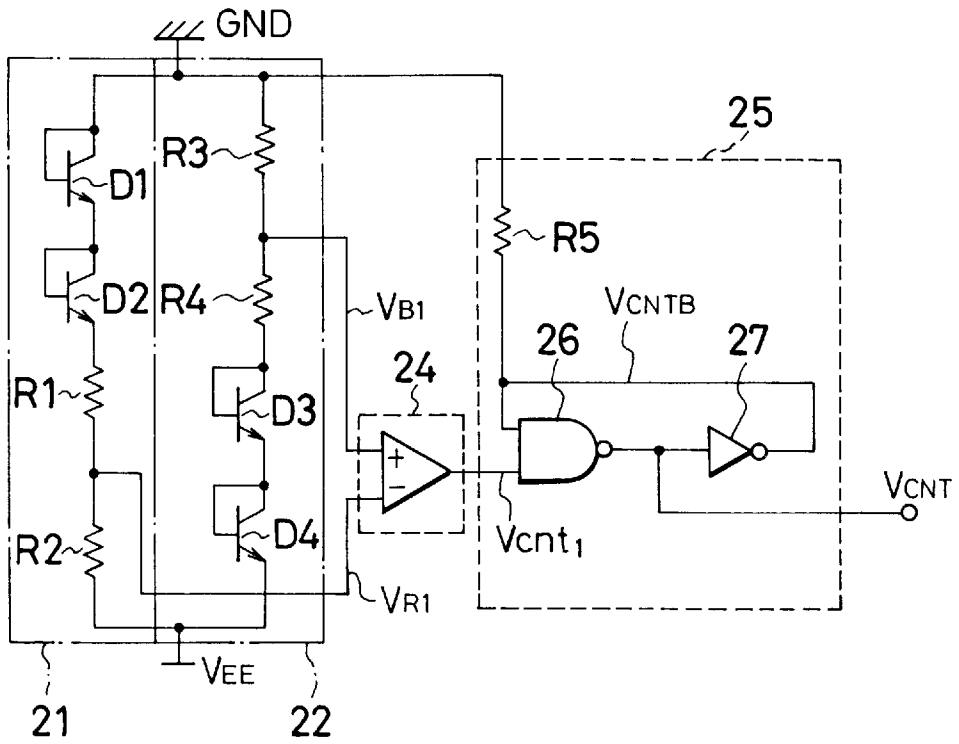 GND
25
R3
D1
R5
D2
R4
VB1
VCNTB
26
27
24
R1
D3
+
−
VCNT
R2
D4
Vcnt1
VR1
VEE
21
22